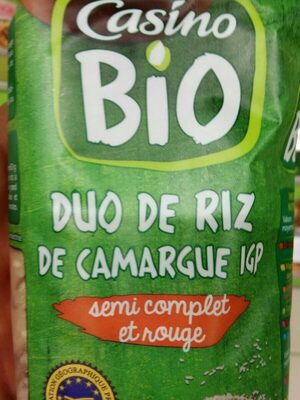 Casino
BiO
DUO DE RIZ
DE CAMARGUE IGP
semi complet
et rouge